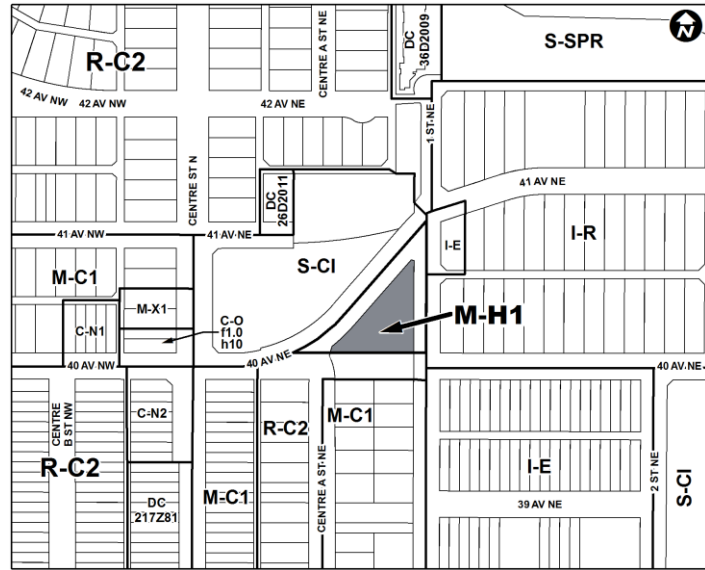 R-C2
42 AV NW
42 AV NW
CENTRE ST N
42 AV NE
CENTRE A ST NE
DC
36D2009
S-SPR
N
1 ST NE
41 AV NE
DC
26D2011
41 AV NW
41 AV NE
S-CI
I-E
I-R
M-C1
M-X1
C-N1
C-O
f1.0
h10
M-H1
40 AV NW
40 AV NE
40 AV NE
CENTRE
B ST NW
C-N2
R-C2
M-C1
R-C2
DC
217Z81
M-C1
CENTRE A ST NE
I-E
39 AV NE
2 ST NE
S-CI